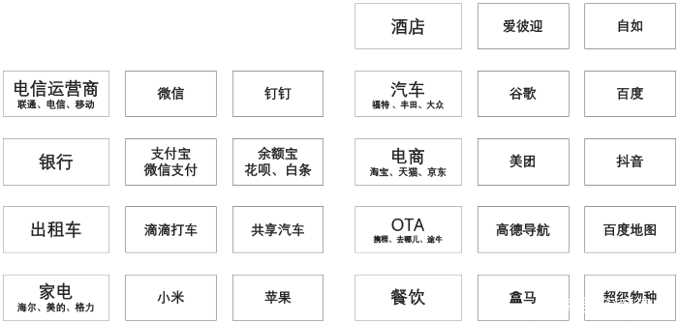 酒店
爱彼迎
自如
电信运营商
联通、电信、移动
微信
钉钉
汽车
福特、丰田、大众
谷歌
百度
银行
支付宝
微信支付
余额宝
花呗、白条
电商
淘宝、天猫、京东
美团
抖音
出租车
滴滴打车
共享汽车
OTA
携程、去哪儿、途牛
高德导航
百度地图
家电
海尔、美的、格力
小米
苹果
餐饮
盒马
超级物种